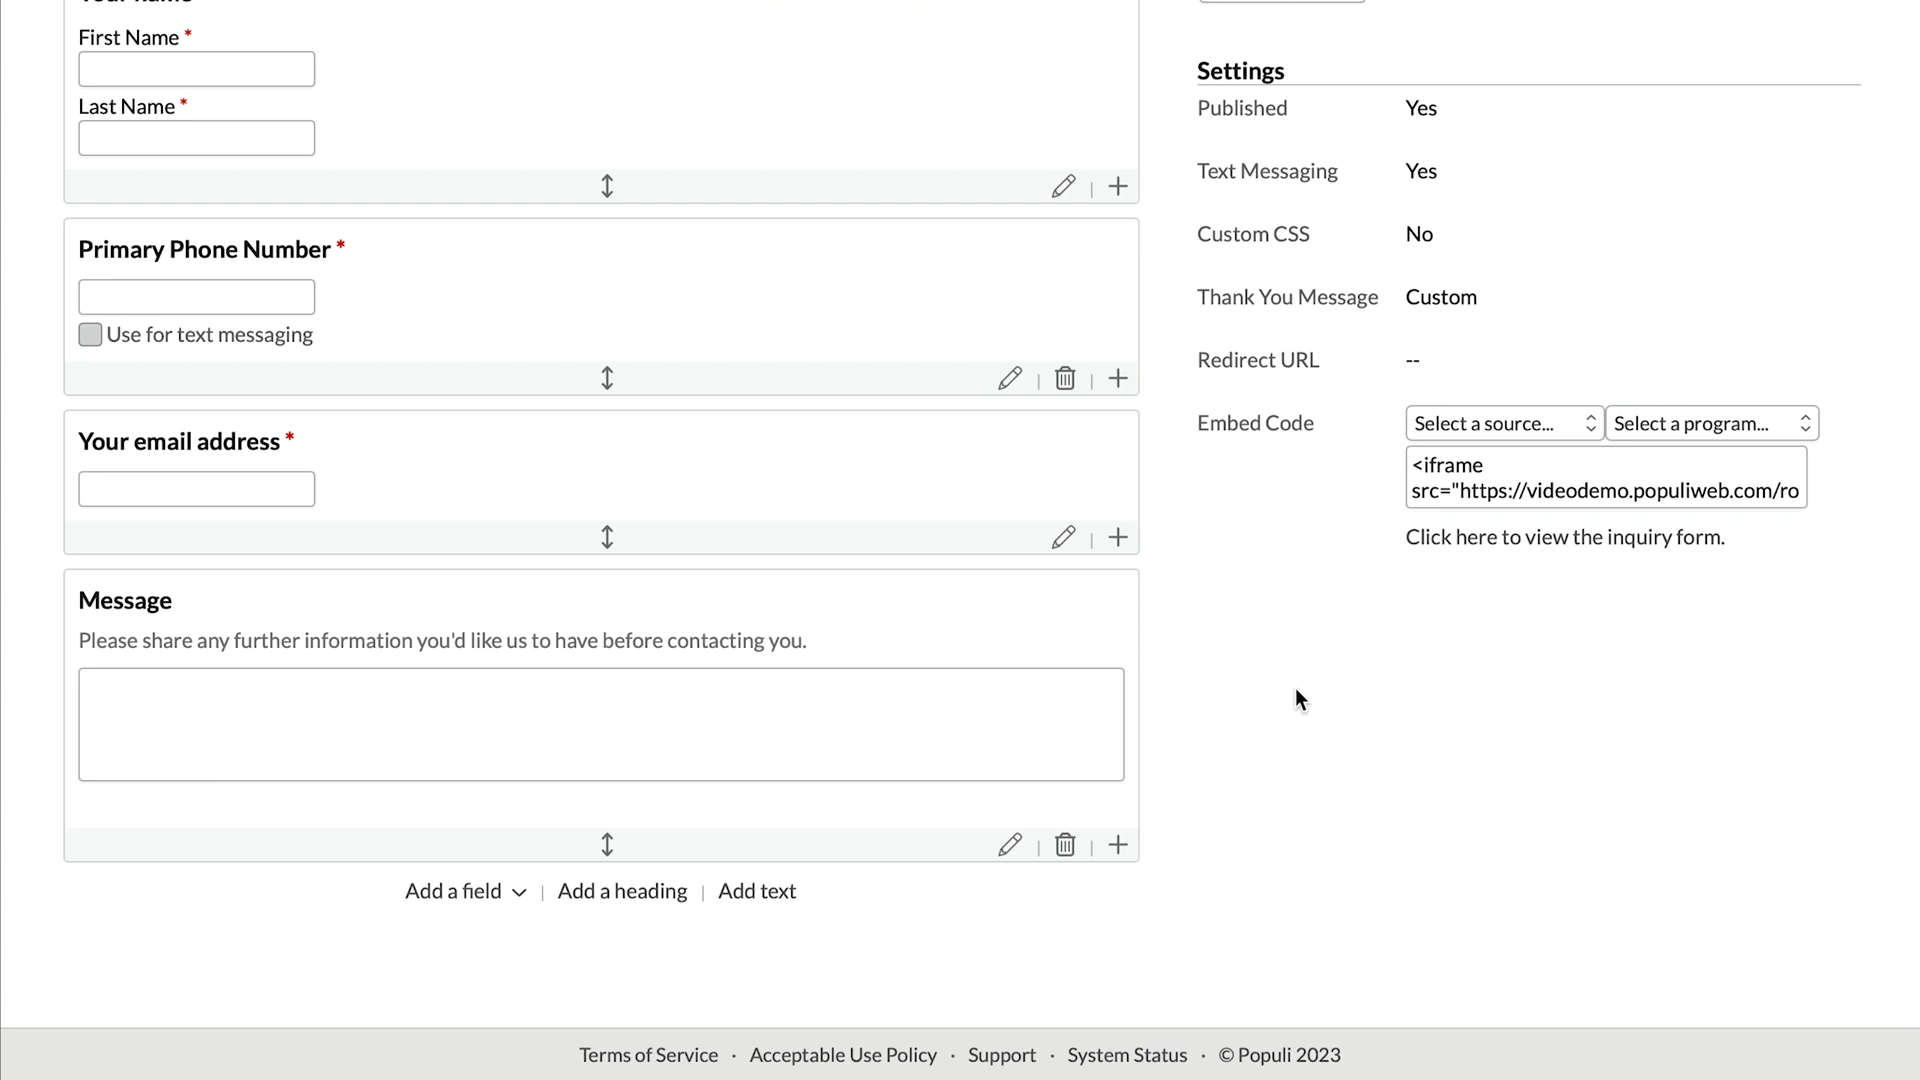 First Name *
Last Name *
Primary Phone Number *
Use for text messaging
Your email address *
Message
Please share any further information you'd like us to have before contacting you.
Add a field | Add a heading | Add text
Settings
Published Yes
Text Messaging Yes
Custom CSS No
Thank You Message Custom
Redirect URL --
Embed Code Select a source... Select a program...
<iframe
src="https://videodemo.populiweb.com/ro
Click here to view the inquiry form.
Terms of Service · Acceptable Use Policy · Support · System Status · © Populi 2023